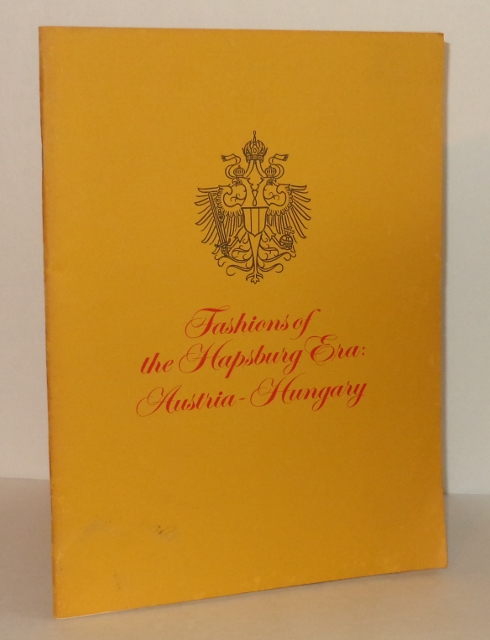 Fashions of
the Hapsburg Era:
Austria-Hungary